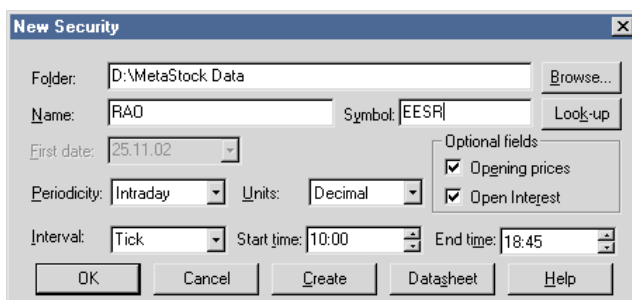 New Security
Folder: D:\MetaStock Data Browse...
Name: RAO Symbol: EESR Look-up
First date: 25.11.02 Optional fields
Opening prices
Periodicity: Intraday Units: Decimal Open Interest
Interval: Tick Start time: 10:00 End time: 18:45
OK Cancel Create Datasheet Help